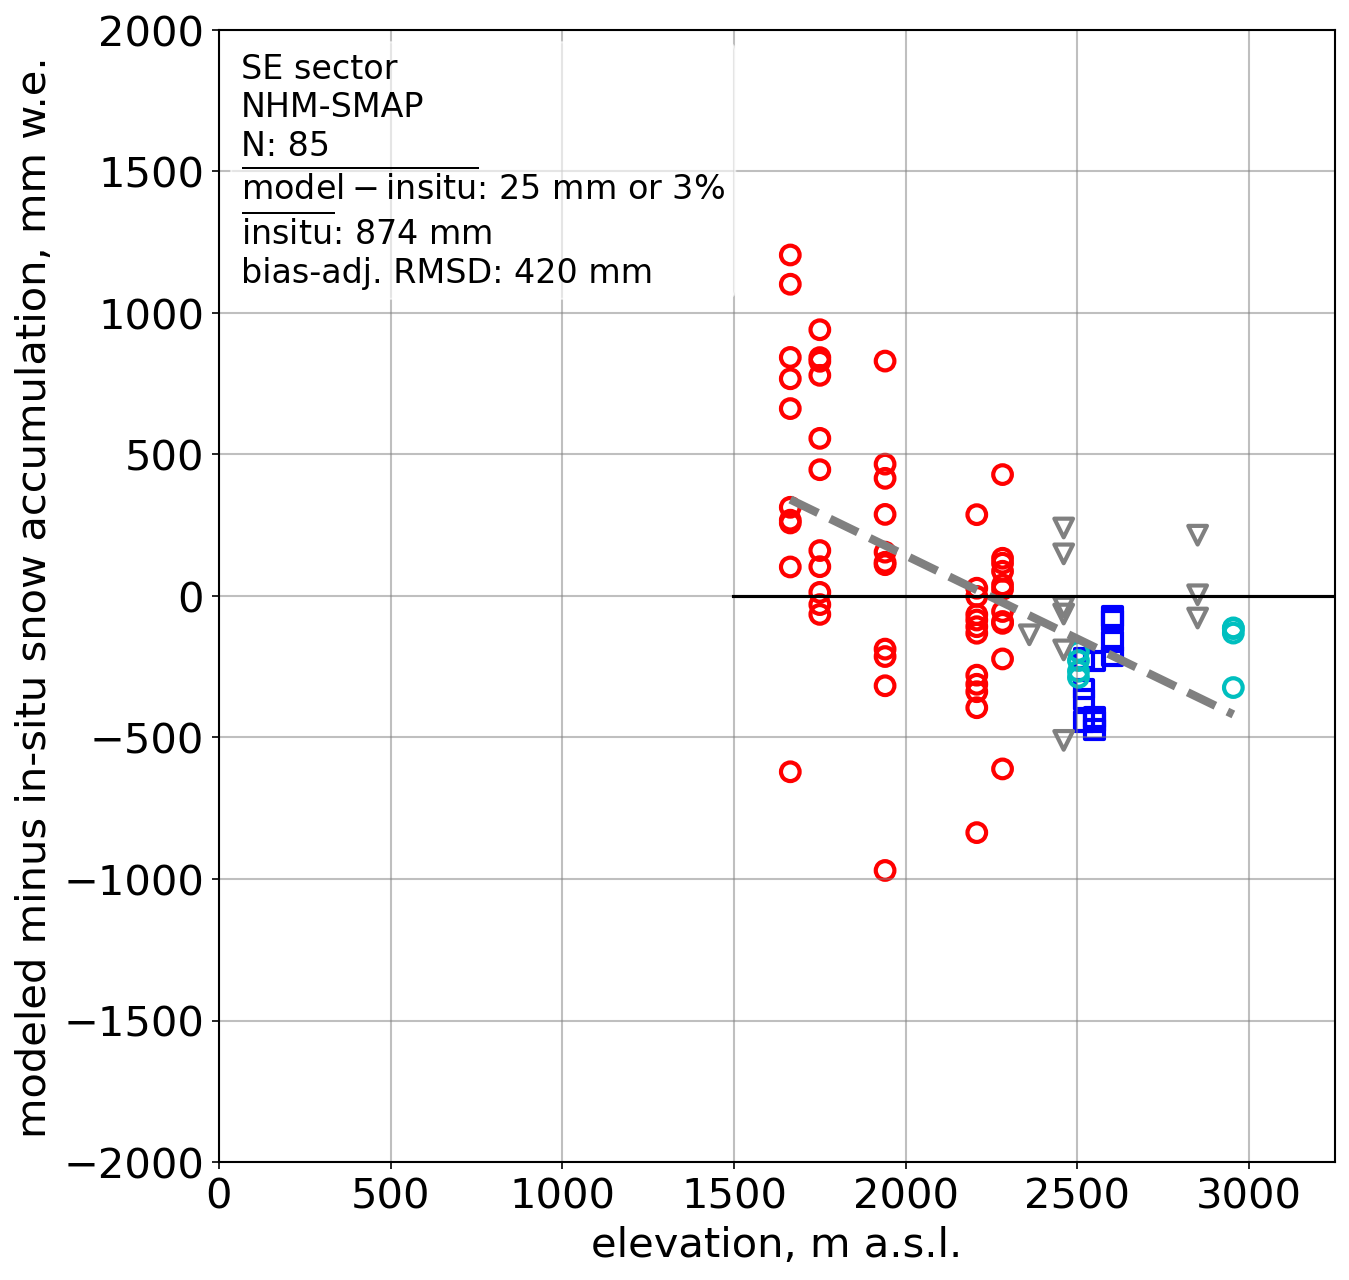 2000
1500
1000
500
0
−500
−1000
−1500
−2000
modeled minus in-situ snow accumulation, mm w.e.
SE sector
NHM-SMAP
N: 85
model − insitu: 25 mm or 3%
insitu: 874 mm
bias-adj. RMSD: 420 mm
0 500 1000 1500 2000 2500 3000
elevation, m a.s.l.